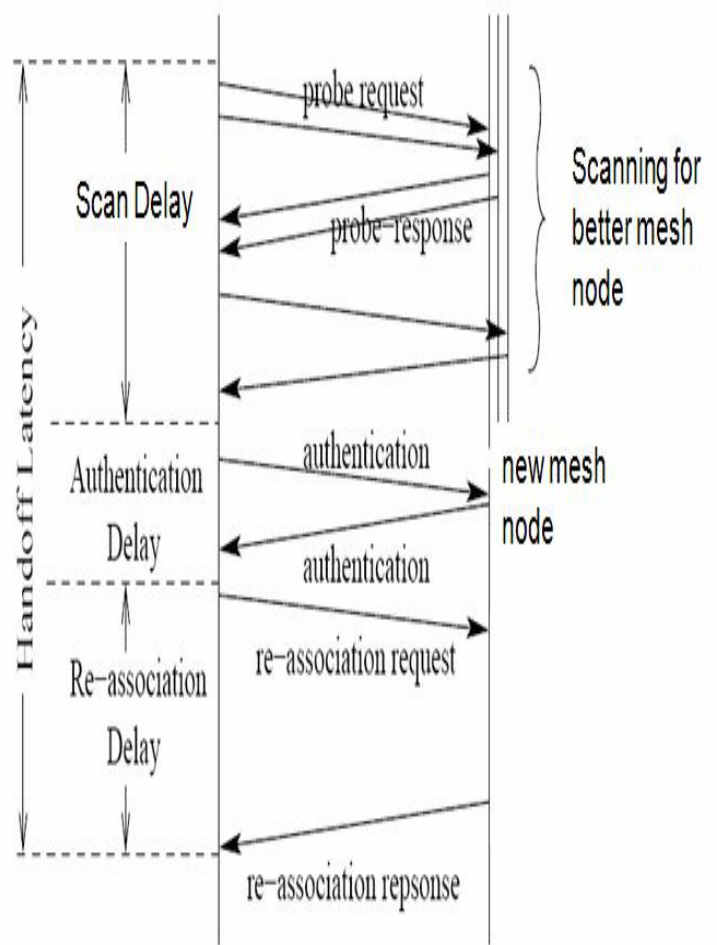 probe request
Scan Delay
Scanning for
better mesh
node
probe-response
Handoff Latency
authentication
Authentication
Delay
new mesh
node
authentication
re-association request
Re-association
Delay
re-association repsonse